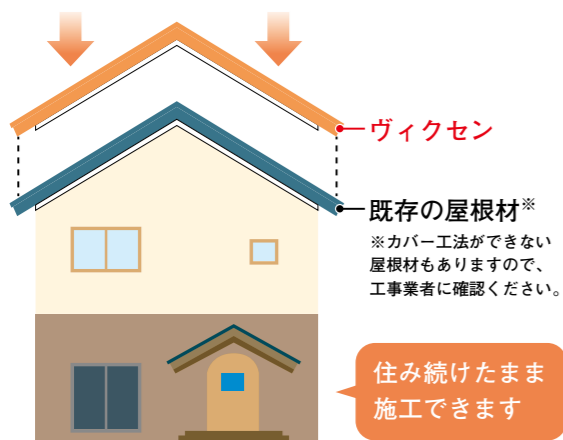 ヴィクセン
既存の屋根材※
※カバー工法ができない
屋根材もありますので、
工事業者に確認ください。
住み続けたまま
施工できます